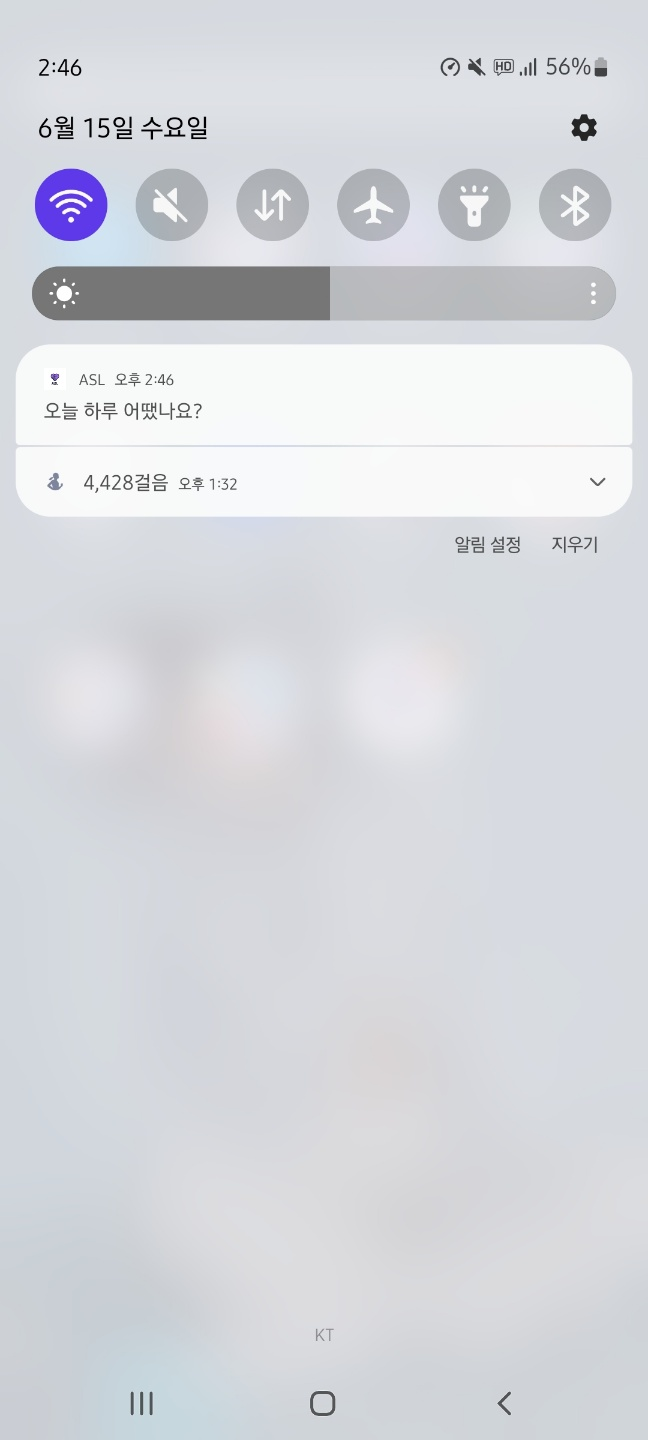 2:46
HD 56%
6월 15일 수요일
ASL 오후 2:46
오늘 하루 어땠나요?
4,428걸음 오후 1:32
알림 설정 지우기
KT